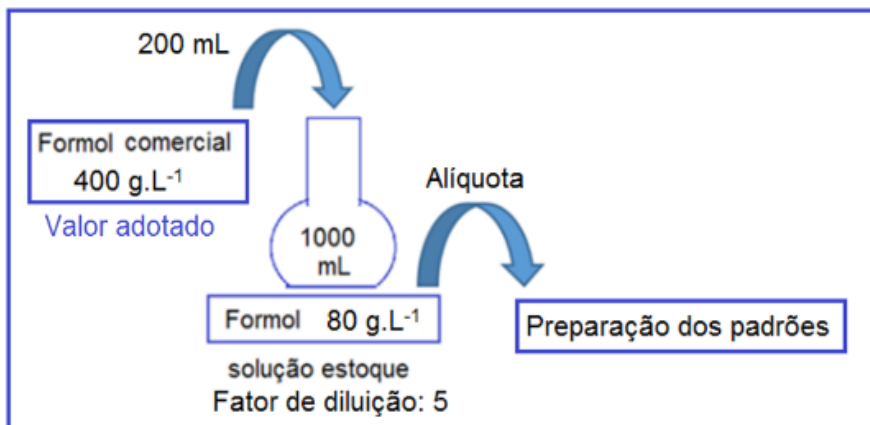 200 mL
Formol comercial
400 g.L⁻¹
Valor adotado
1000
mL
Alíquota
Formol 80 g.L⁻¹
solução estoque
Fator de diluição: 5
Preparação dos padrões